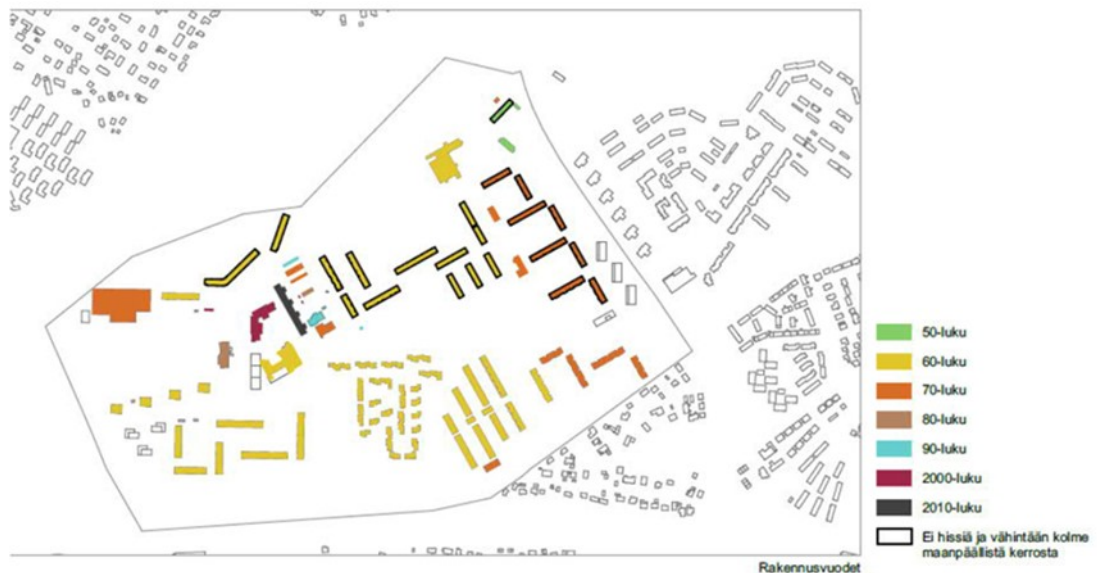 50-luku
60-luku
70-luku
80-luku
90-luku
2000-luku
2010-luku
Ei hissiä ja vähintään kolme
maanpäällistä kerrosta
Rakennusvuodet